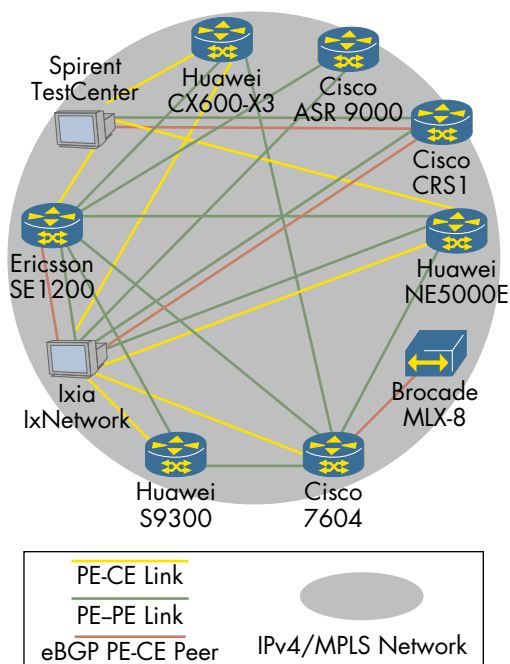 Spirent
TestCenter
Huawei
CX600-X3
Cisco
ASR 9000
Cisco
CRS1
Ericsson
SE1200
Huawei
NE5000E
Ixia
IxNetwork
Brocade
MLX-8
Huawei
S9300
Cisco
7604
PE-CE Link
PE–PE Link
eBGP PE-CE Peer
IPv4/MPLS Network